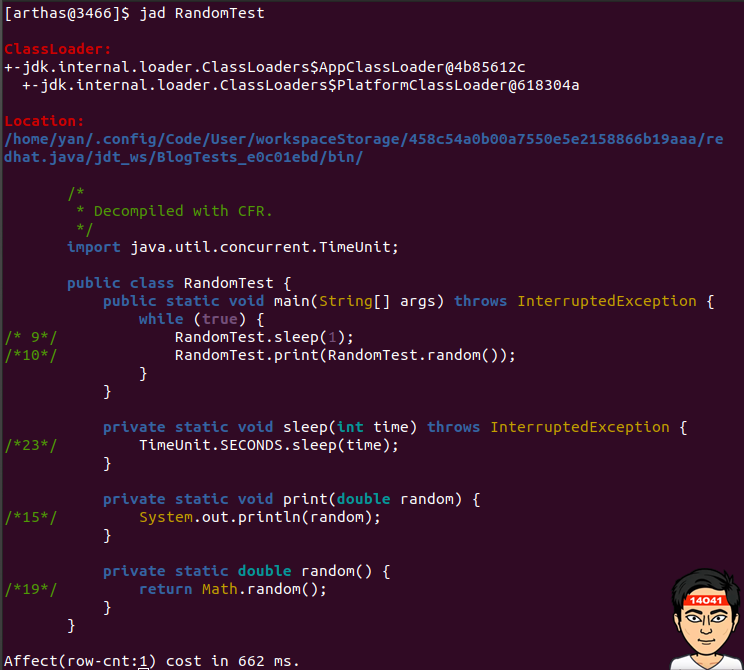 [arthas@3466]$ jad RandomTest
ClassLoader:
+-jdk.internal.loader.ClassLoaders$AppClassLoader@4b85612c
  +-jdk.internal.loader.ClassLoaders$PlatformClassLoader@618304a
Location:
/home/yan/.config/Code/User/workspaceStorage/458c54a0b00a7550e5e2158866b19aaa/re
dhat.java/jdt_ws/BlogTests_e0c01ebd/bin/
       /*
        * Decompiled with CFR.
        */
       import java.util.concurrent.TimeUnit;
       public class RandomTest {
           public static void main(String[] args) throws InterruptedException {
               while (true) {
/* 9*/             RandomTest.sleep(1);
/*10*/             RandomTest.print(RandomTest.random());
               }
           }
           private static void sleep(int time) throws InterruptedException {
/*23*/         TimeUnit.SECONDS.sleep(time);
           }
           private static void print(double random) {
/*15*/         System.out.println(random);
           }
           private static double random() {
/*19*/         return Math.random();
           }
       }
14041
Affect(row-cnt:1) cost in 662 ms.